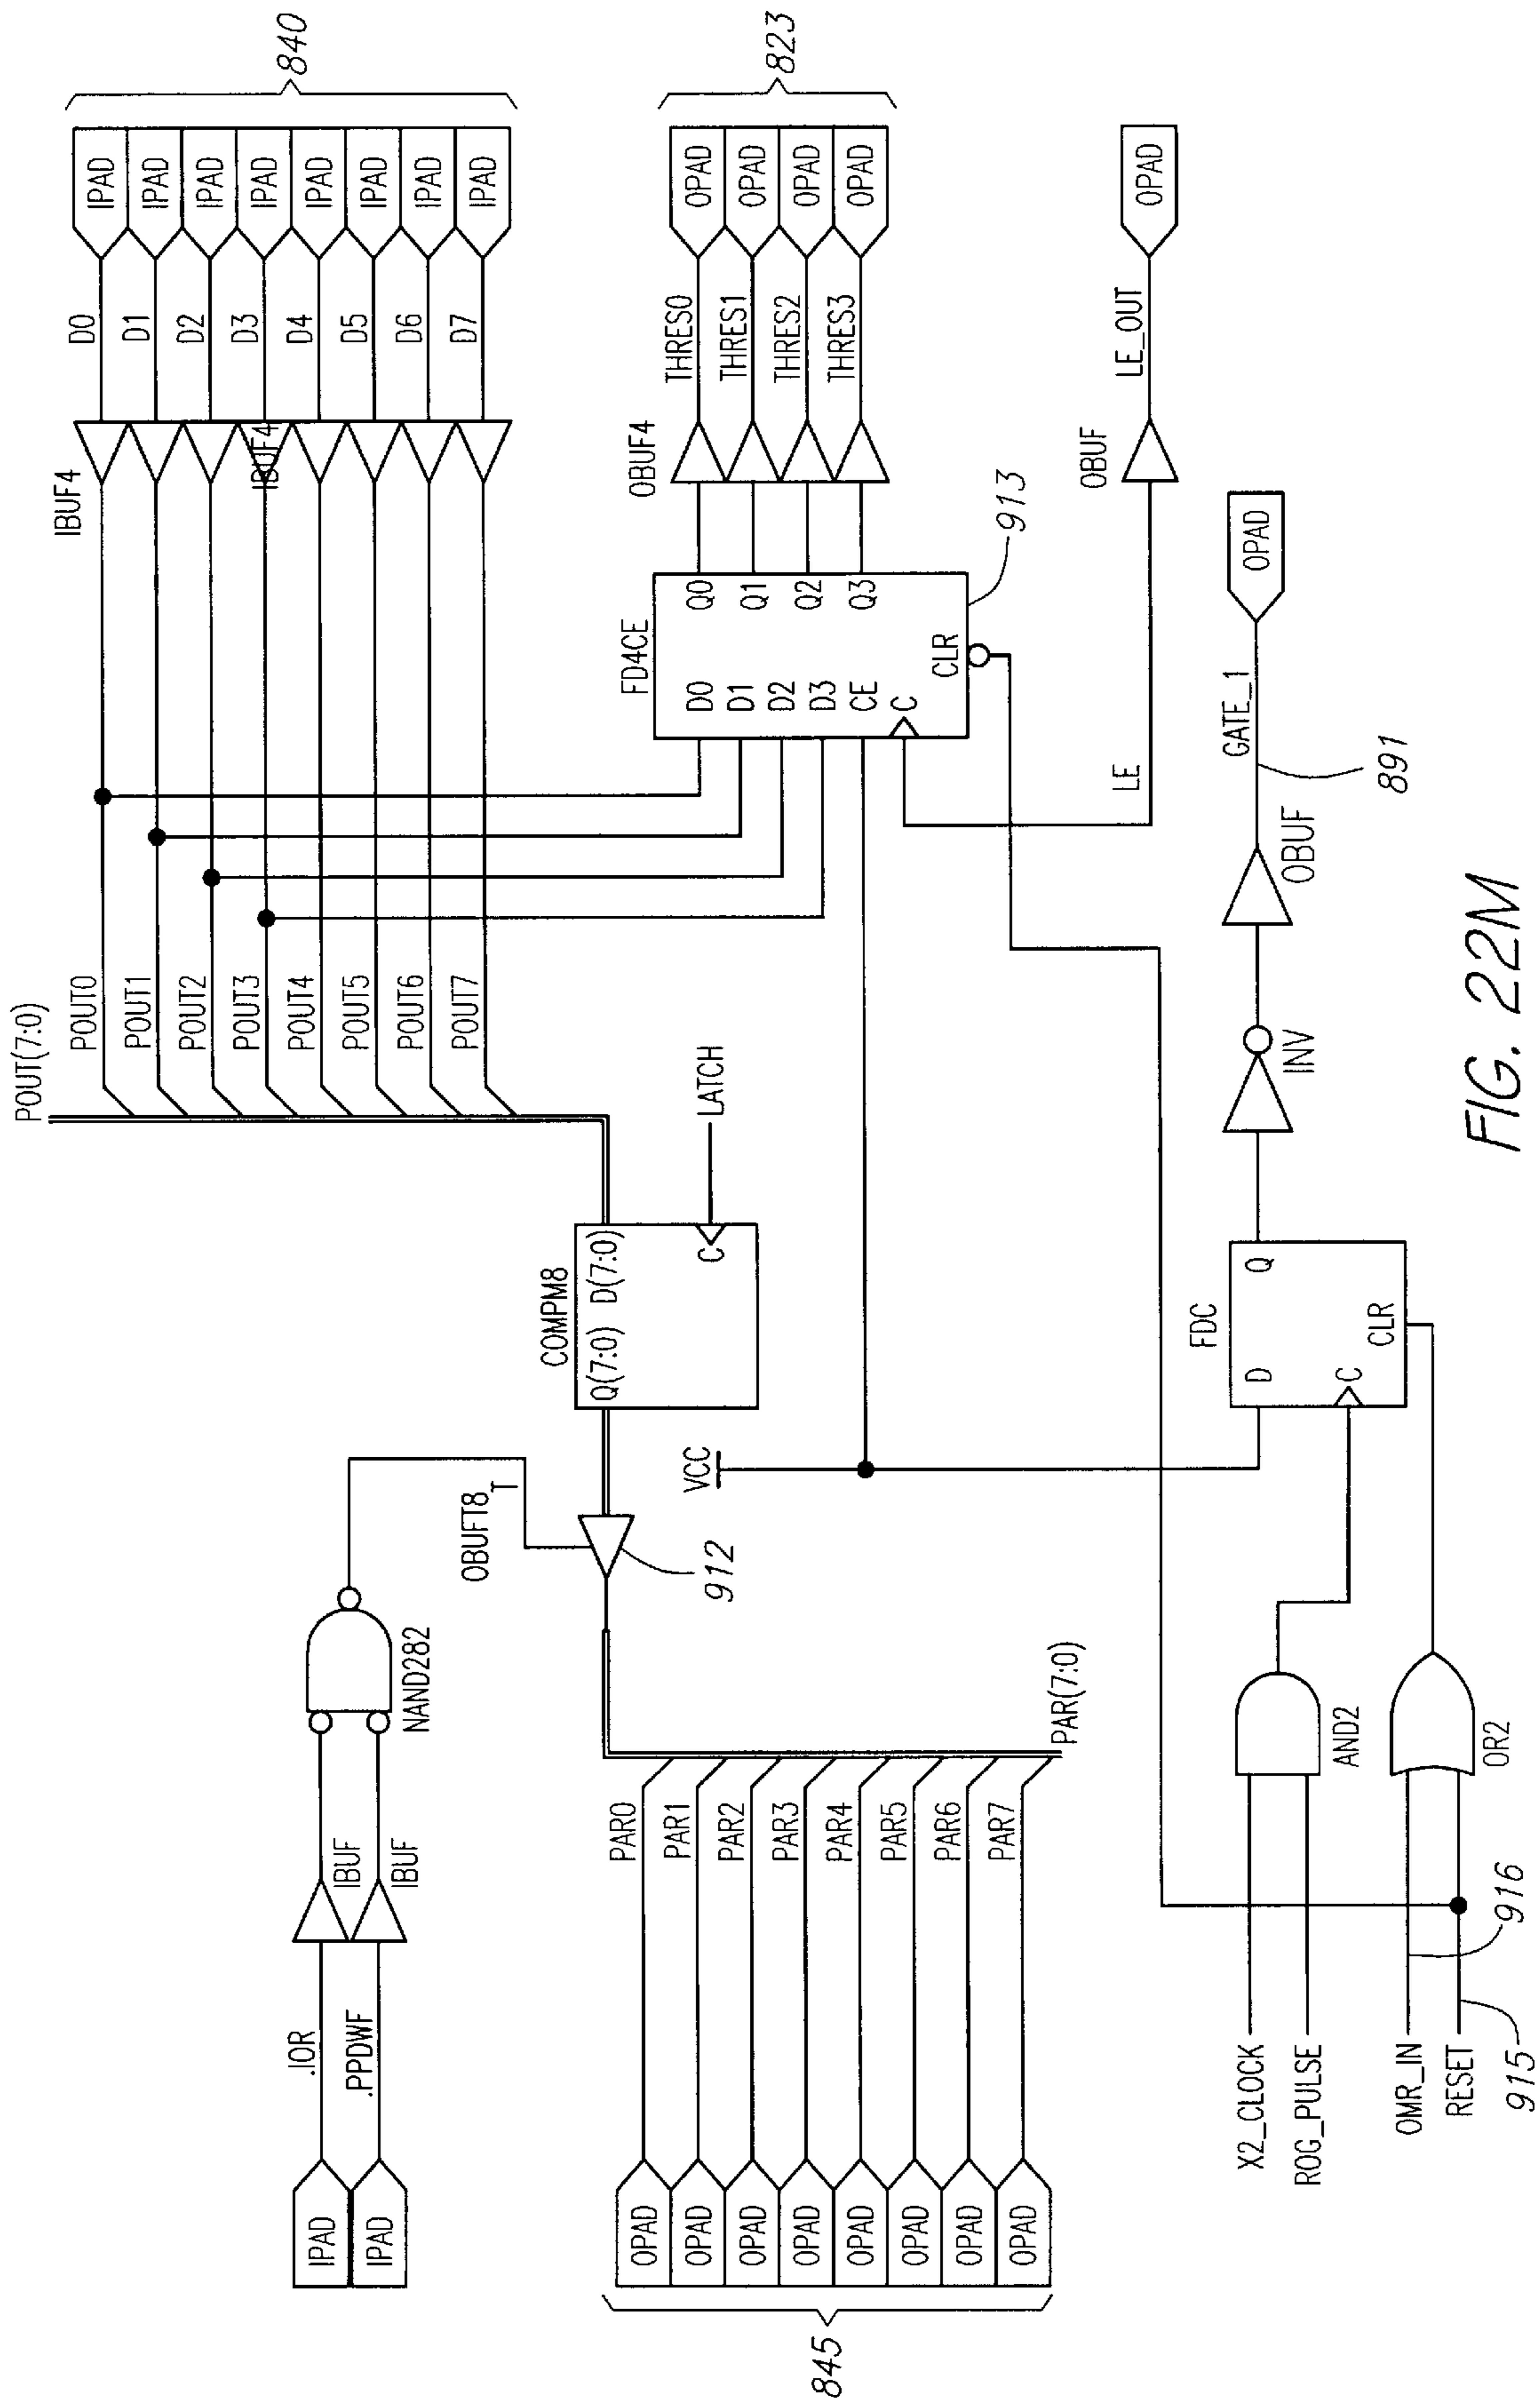 POUT(7:0)
IBUF4
POUT0
D0
IPAD
POUT1
D1
IPAD
POUT2
D2
IPAD
POUT3
IBUF4
D3
IPAD
POUT4
D4
IPAD
POUT5
D5
IPAD
POUT6
D6
IPAD
POUT7
D7
IPAD
840
IPAD
.IOR
IBUF
IPAD
.PPDWF
IBUF
NAND282
OBUFT8
T
912
COMPM8
Q(7:0) D(7:0)
C
LATCH
FD4CE
D0
D1
D2
D3
CE
C
CLR
Q0
Q1
Q2
Q3
913
OBUF4
THRES0
OPAD
THRES1
OPAD
THRES2
OPAD
THRES3
OPAD
823
LE
OBUF
LE_OUT
OPAD
845
OPAD
PAR0
OPAD
PAR1
OPAD
PAR2
OPAD
PAR3
OPAD
PAR4
OPAD
PAR5
OPAD
PAR6
OPAD
PAR7
PAR(7:0)
VCC
X2_CLOCK
ROG_PULSE
AND2
OMR_IN
RESET
915
916
OR2
FDC
D
Q
C
CLR
INV
OBUF
GATE_1
891
OPAD
FIG. 22M